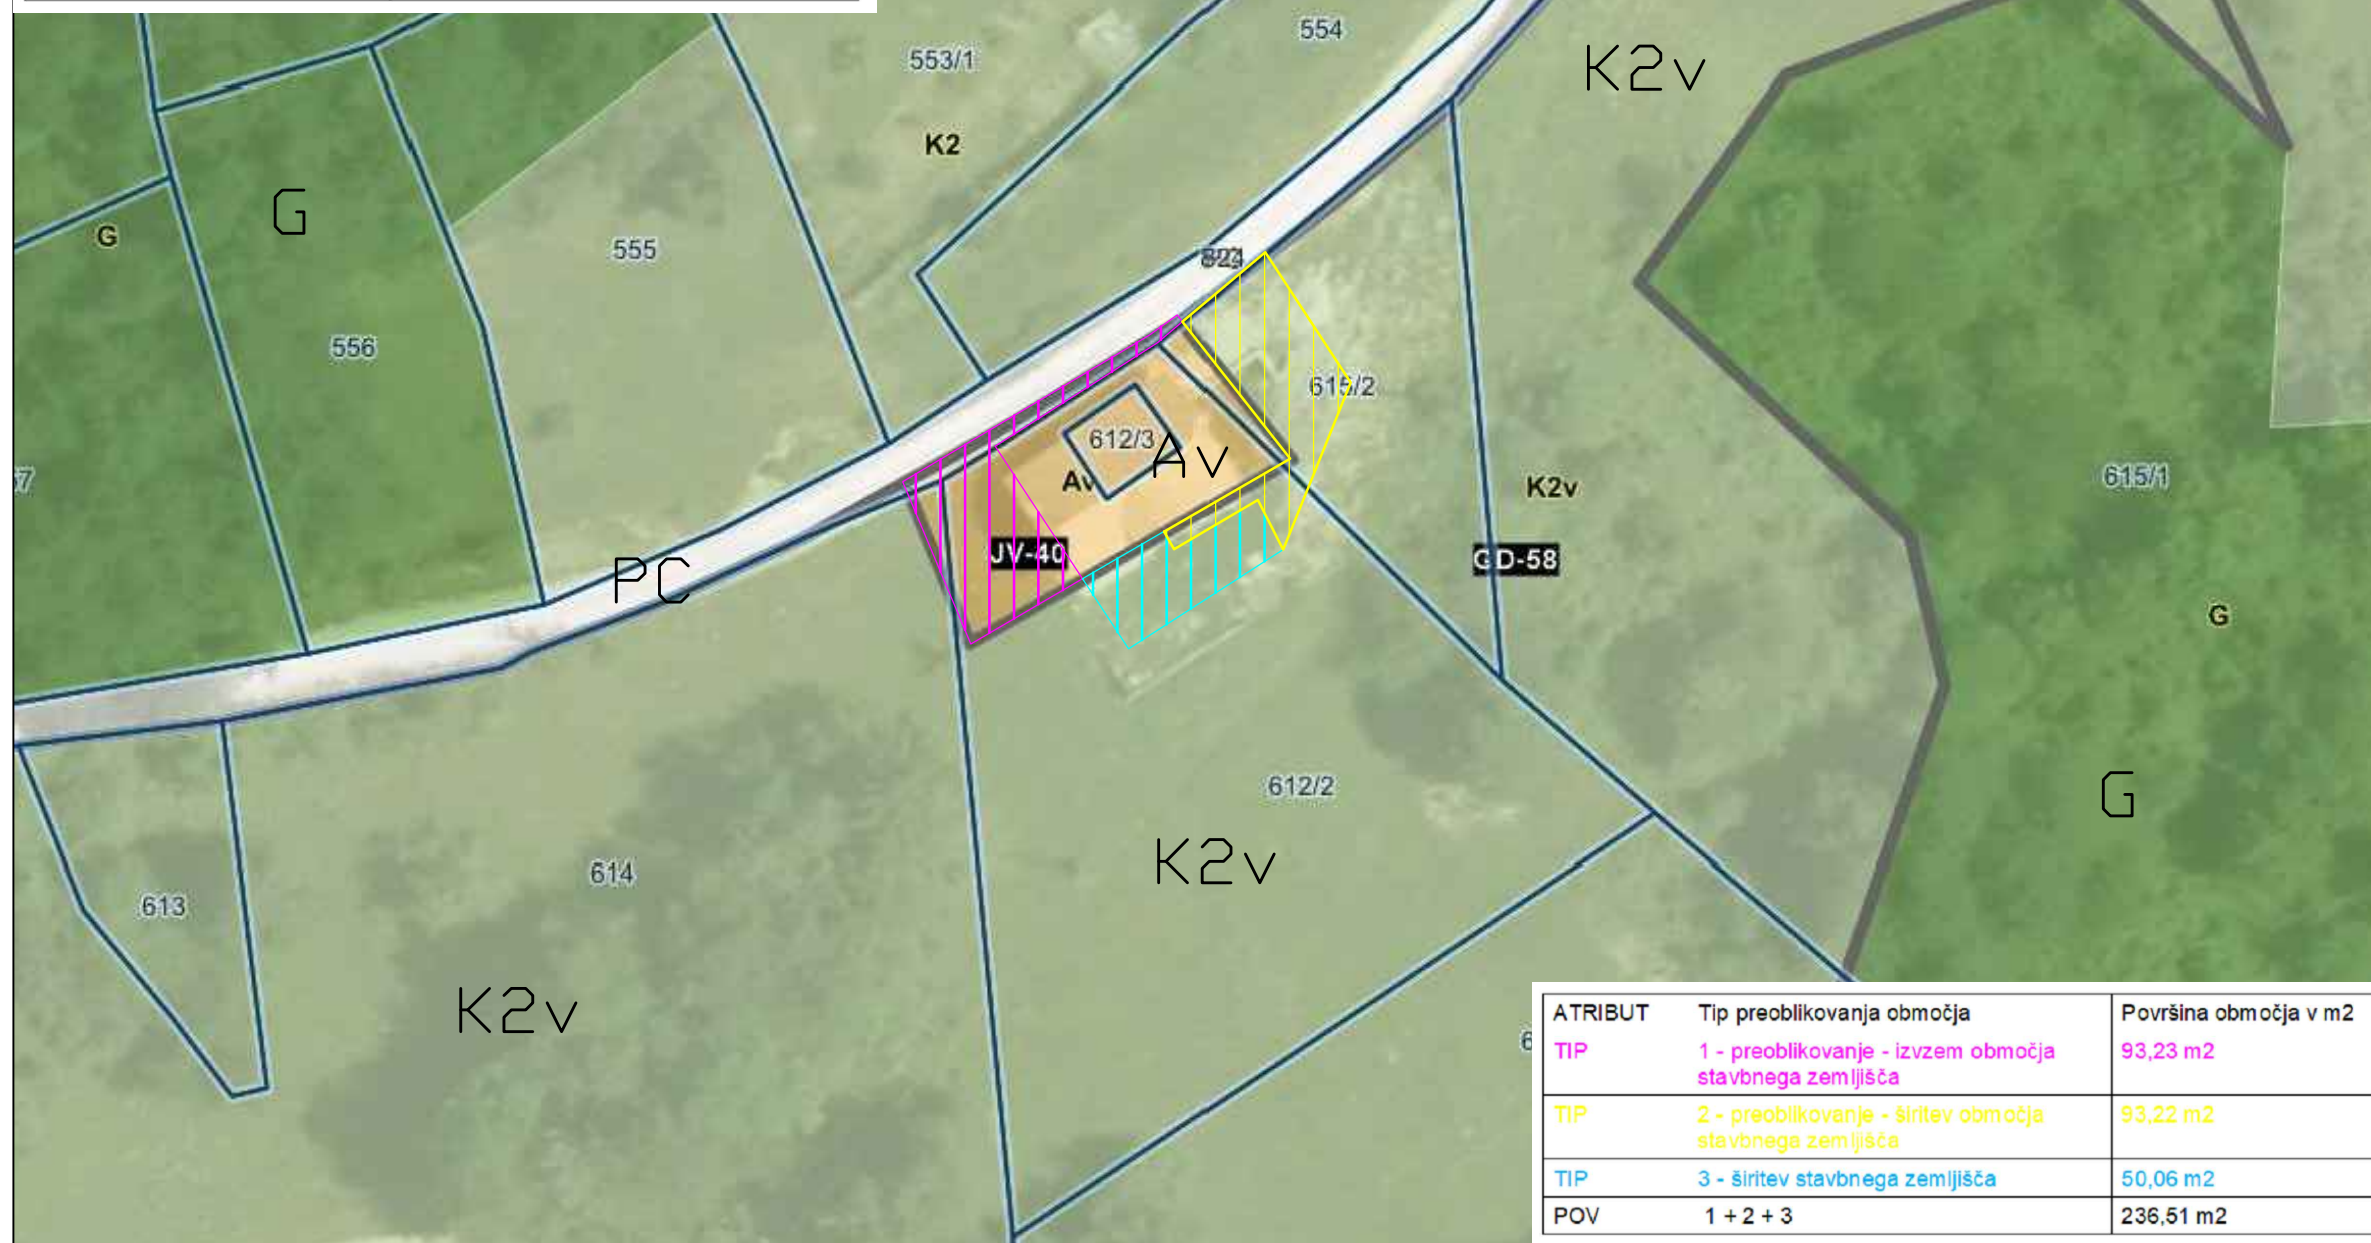 554
553/1
K2v
K2
G
G
555
556
612/3
Av
Av
615/2
K2v
615/1
JV-40
GD-58
PC
G
612/2
G
K2v
614
613
K2v
ATRIBUT Tip preoblikovanja območja Površina območja v m2
TIP 1 - preoblikovanje - izvzem območja 93,23 m2
stavbnega zemljišča
TIP 2 - preoblikovanje - širitev območja 93,22 m2
stavbnega zemljišča
TIP 3 - širitev stavbnega zemljišča 50,06 m2
POV 1 + 2 + 3 236,51 m2